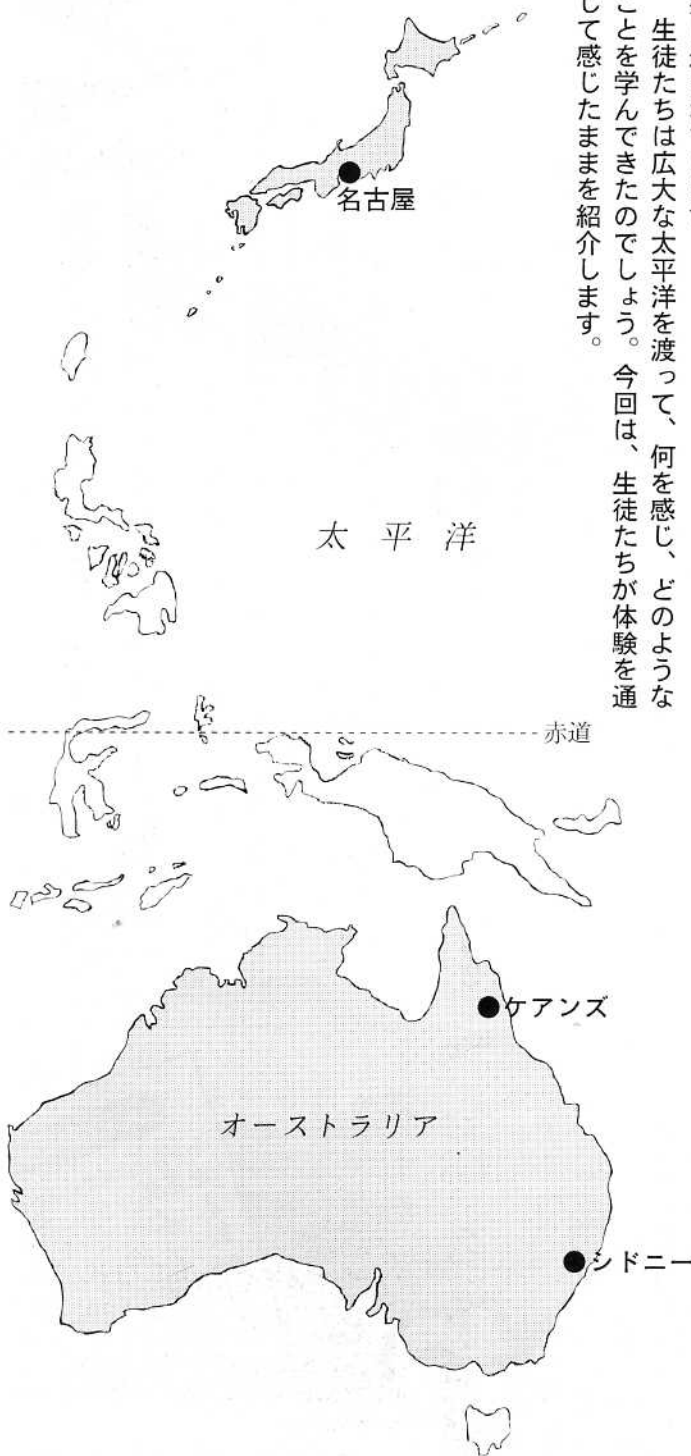 生徒たちは広大な太平洋を渡って、何を感じ、どのような
ことを学んできたのでしょう。今回は、生徒たちが体験を通
して感じたままを紹介します。
名古屋
太平洋
赤道
ケアンズ
オーストラリア
シドニー